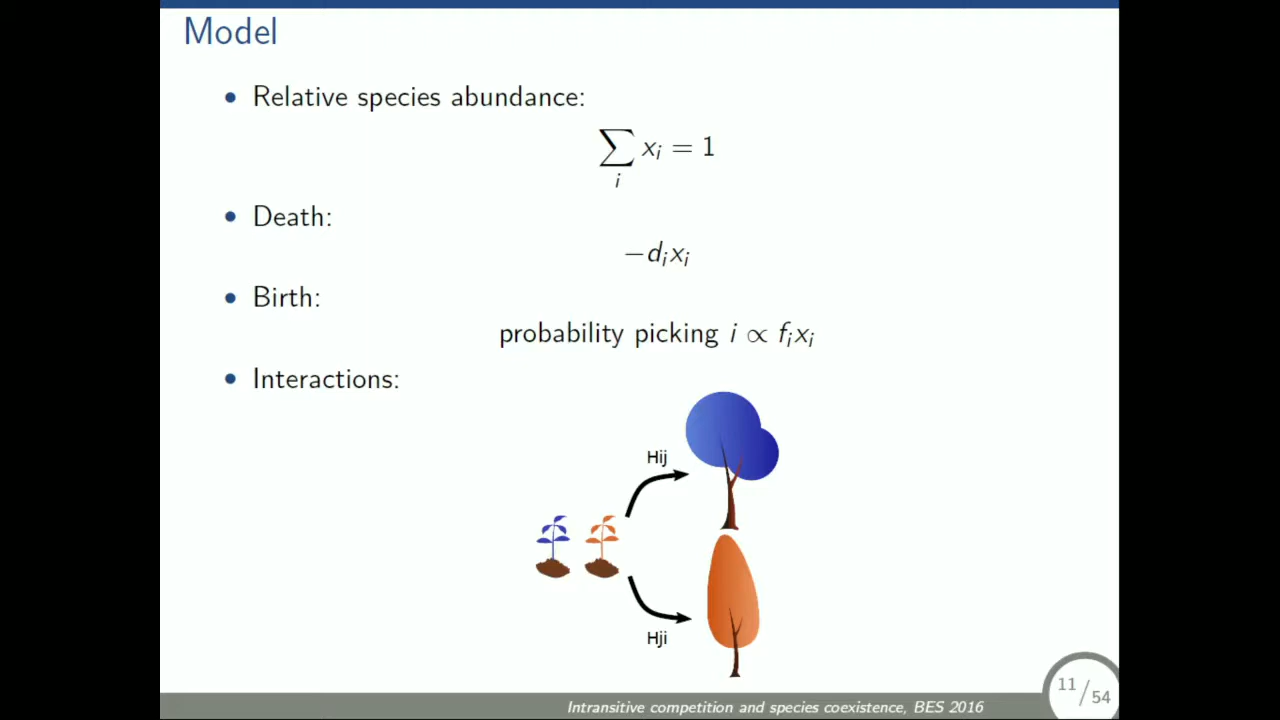 Model
• Relative species abundance:
∑ xᵢ = 1
i
• Death:
−dᵢxᵢ
• Birth:
probability picking i ∝ fᵢxᵢ
• Interactions:
Hij
Hji
11/54
Intransitive competition and species coexistence, BES 2016